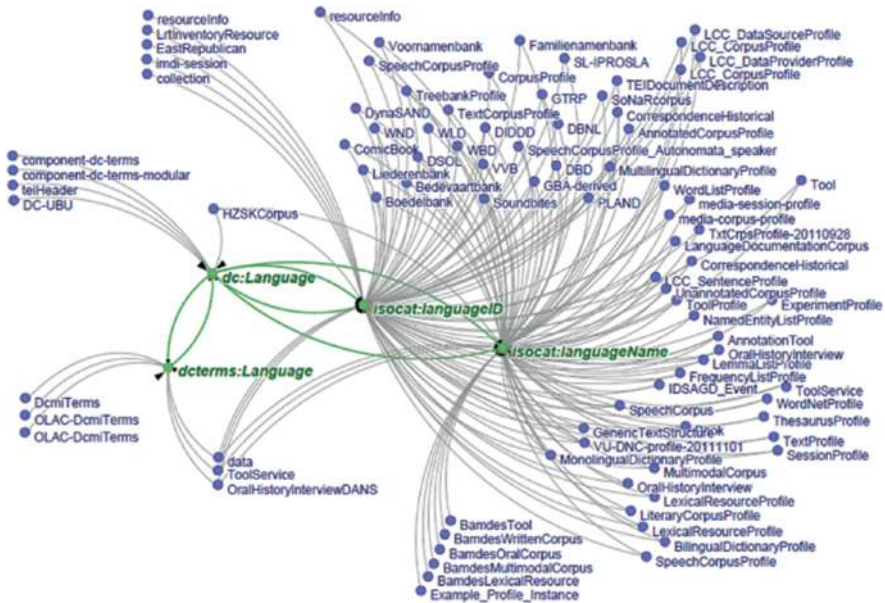 resourceInfo
LrtInventoryResource
EastRepublican
imdi-session
collection
resourceInfo
Voornamenbank
SpeechCorpusProfile
Familienamenbank
SL-IPROSLA
CorpusProfile
LCC_DataSourceProfile
LCC_CorpusProfile
LCC_DataProviderProfile
LCC_CorpusProfile
TEIDocumentDescription
TreebankProfile
GTRP
SoNaRcorpus
DynaSAND
TextCorpusProfile
CorrespondenceHistorical
WND
WLD
DIDDD
DBNL
AnnotatedCorpusProfile
ComicBook
DSOL
WBD
SpeechCorpusProfile_Autonomata_speaker
VVB
DBD
MultilingualDictionaryProfile
Liederenbank
Bedevaartbank
GBA-derived
Boedelbank
Soundbites
PLAND
WordListProfile
Tool
media-session-profile
media-corpus-profile
TxtCrpsProfile-20110928
LanguageDocumentationCorpus
component-dc-terms
component-dc-terms-modular
teiHeader
DC-UBU
HZSKCorpus
CorrespondenceHistorical
dc:Language
LCC_SentenceProfile
UnannotatedCorpusProfile
ToolProfile
ExperimentProfile
isocat:languageID
NamedEntityListProfile
isocat:languageName
AnnotationTool
OralHistoryInterview
LemmaListProfile
dcterms:Language
FrequencyListProfile
IDSAGD_Event
ToolService
WordNetProfile
DcmiTerms
OLAC-DcmiTerms
OLAC-DcmiTerms
SpeechCorpus
ThesaurusProfile
GenericTextStructure
VU-DNC-profile-20111101
TextProfile
SessionProfile
MonolingualDictionaryProfile
data
ToolService
OralHistoryInterviewDANS
MultimodalCorpus
OralHistoryInterview
LexicalResourceProfile
LiteraryCorpusProfile
LexicalResourceProfile
BilingualDictionaryProfile
SpeechCorpusProfile
BamdesTool
BamdesWrittenCorpus
BamdesOralCorpus
BamdesMultimodalCorpus
BamdesLexicalResource
Example_Profile_Instance